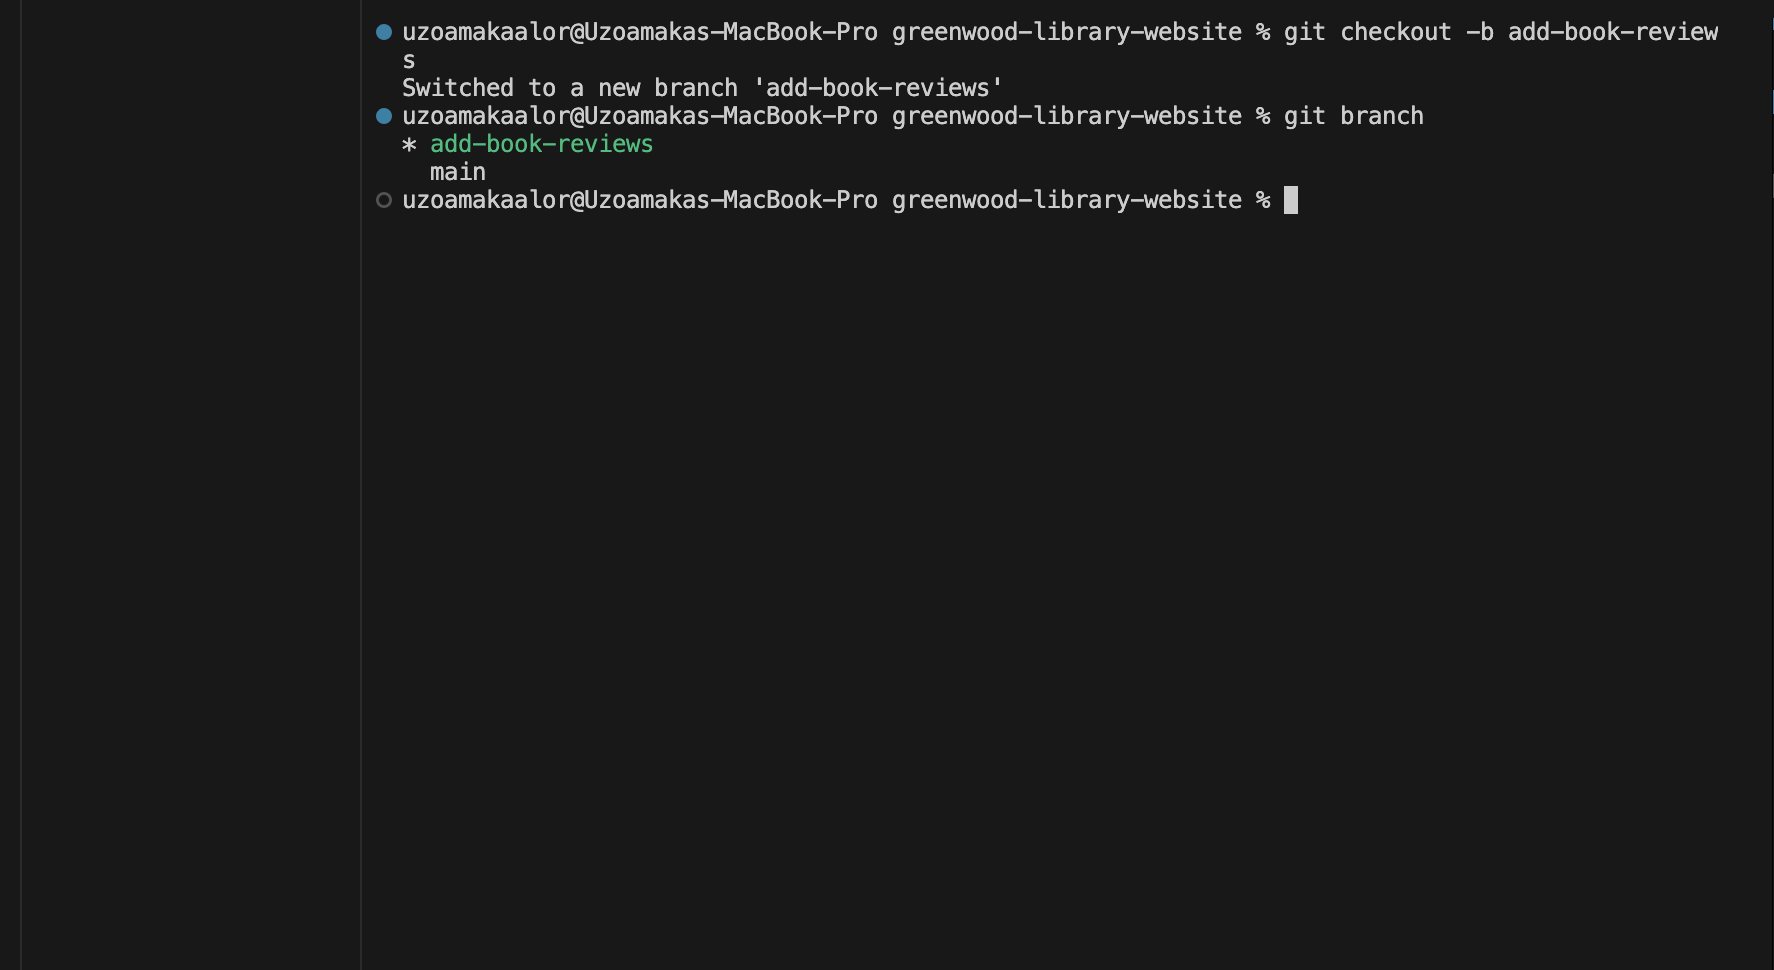 uzoamakaalor@Uzoamakas-MacBook-Pro greenwood-library-website % git checkout -b add-book-review
s
Switched to a new branch 'add-book-reviews'
uzoamakaalor@Uzoamakas-MacBook-Pro greenwood-library-website % git branch
* add-book-reviews
  main
uzoamakaalor@Uzoamakas-MacBook-Pro greenwood-library-website %